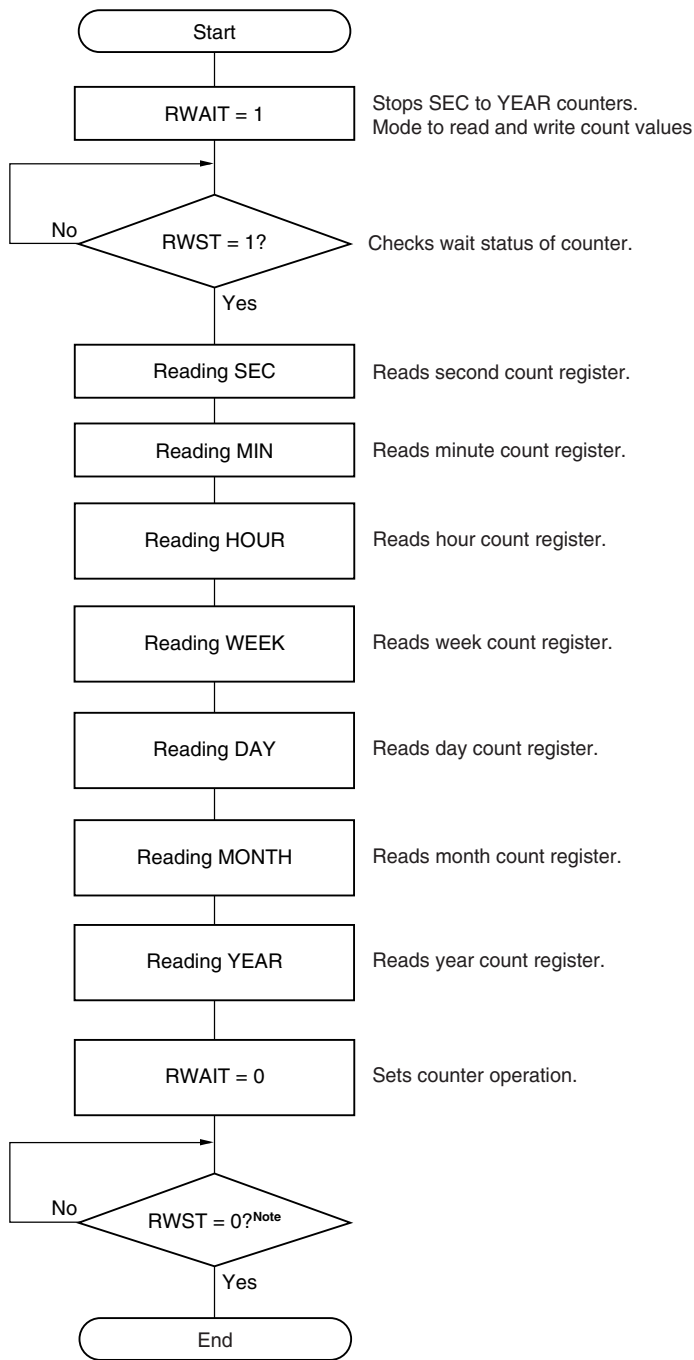 Start
RWAIT = 1
Stops SEC to YEAR counters.
Mode to read and write count values
No
RWST = 1?
Checks wait status of counter.
Yes
Reading SEC
Reads second count register.
Reading MIN
Reads minute count register.
Reading HOUR
Reads hour count register.
Reading WEEK
Reads week count register.
Reading DAY
Reads day count register.
Reading MONTH
Reads month count register.
Reading YEAR
Reads year count register.
RWAIT = 0
Sets counter operation.
No
RWST = 0?Note
Yes
End